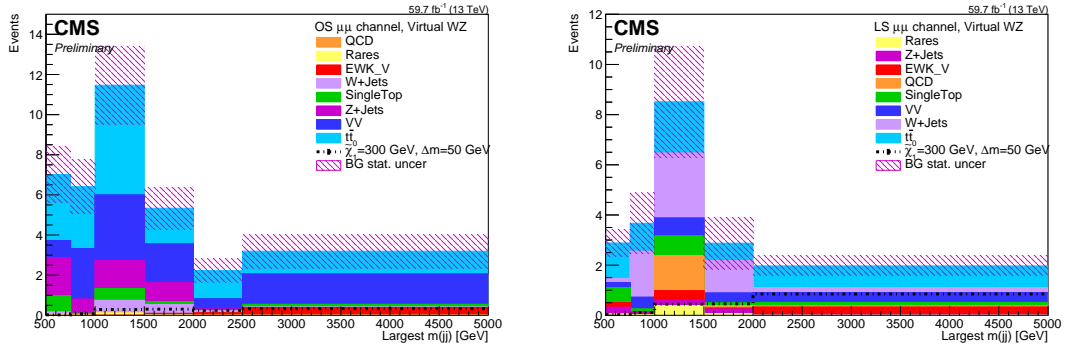 59.7 fb⁻¹ (13 TeV)
Events
CMS
Preliminary
OS μμ channel, Virtual WZ
QCD
Rares
EWK_V
W+Jets
SingleTop
Z+Jets
VV
tt̄
χ̃⁰₁=300 GeV, Δm=50 GeV
BG stat. uncer
14
12
10
8
6
4
2
0
500 1000 1500 2000 2500 3000 3500 4000 4500 5000
Largest m(jj) [GeV]
59.7 fb⁻¹ (13 TeV)
Events
CMS
Preliminary
LS μμ channel, Virtual WZ
Rares
Z+Jets
EWK_V
QCD
SingleTop
VV
W+Jets
tt̄
χ̃⁰₁=300 GeV, Δm=50 GeV
BG stat. uncer
12
10
8
6
4
2
0
500 1000 1500 2000 2500 3000 3500 4000 4500 5000
Largest m(jj) [GeV]